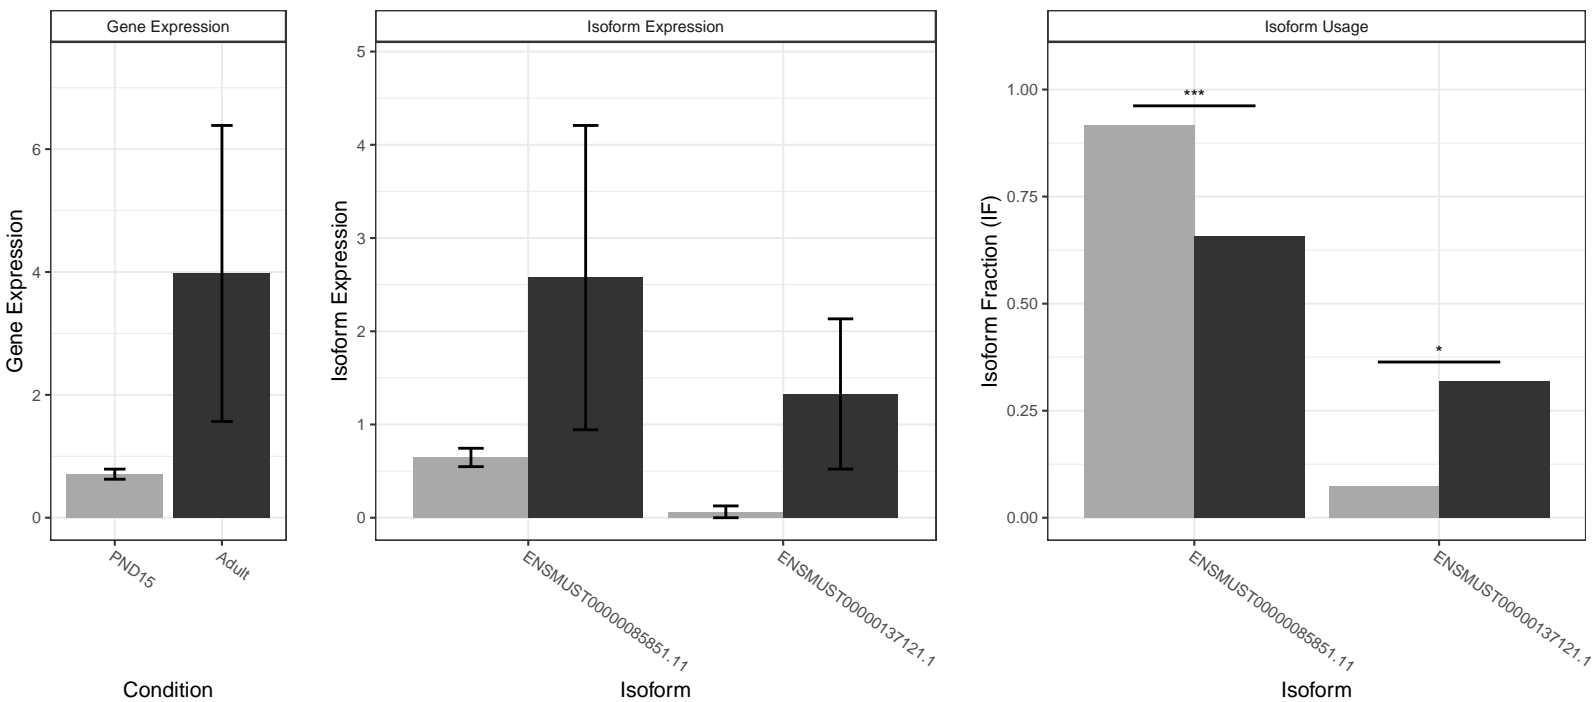 Gene Expression
Gene Expression
6
4
2
0
PND15
Adult
Condition
Isoform Expression
Isoform Expression
5
4
3
2
1
0
ENSMUST00000085851.11
ENSMUST00000137121.1
Isoform
Isoform Usage
Isoform Fraction (IF)
1.00
0.75
0.50
0.25
0.00
***
*
ENSMUST00000085851.11
ENSMUST00000137121.1
Isoform